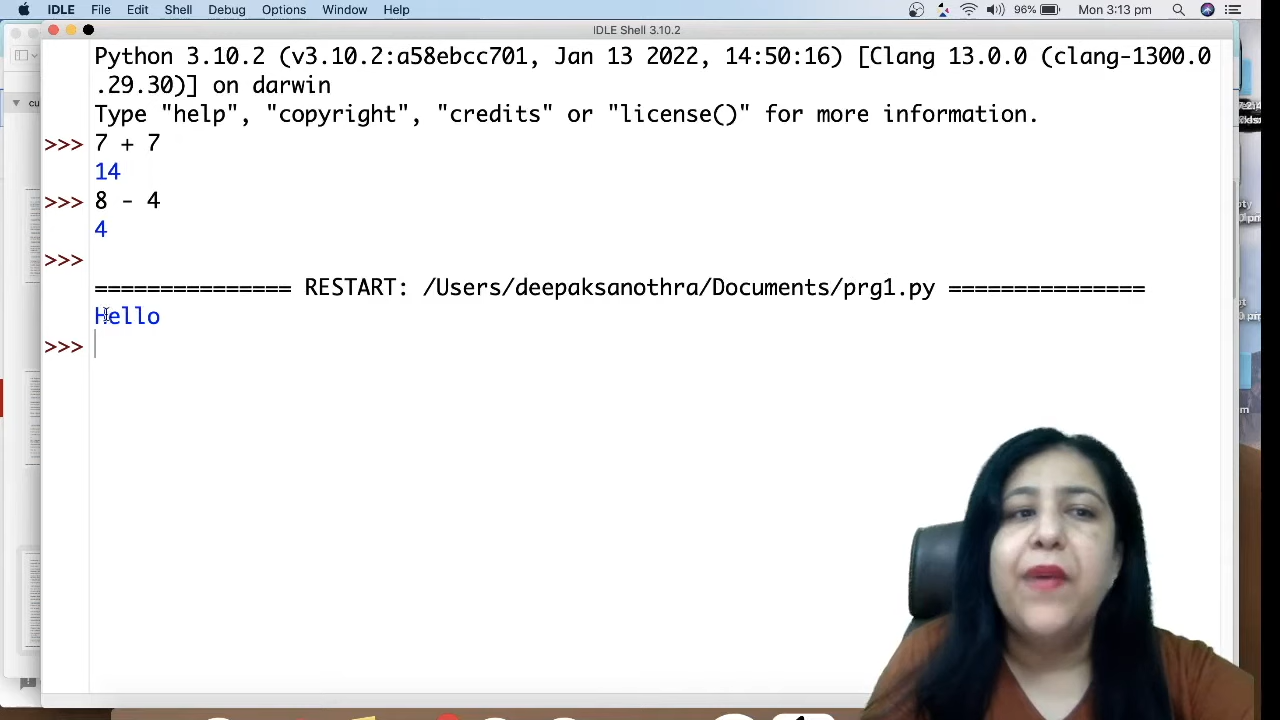 IDLE File Edit Shell Debug Options Window Help 96% Mon 3:13 pm
IDLE Shell 3.10.2
Python 3.10.2 (v3.10.2:a58ebcc701, Jan 13 2022, 14:50:16) [Clang 13.0.0 (clang-1300.0
.29.30)] on darwin
Type "help", "copyright", "credits" or "license()" for more information.
>>> 7 + 7
14
>>> 8 - 4
4
>>>
=============== RESTART: /Users/deepaksanothra/Documents/prg1.py ===============
Hello
>>>